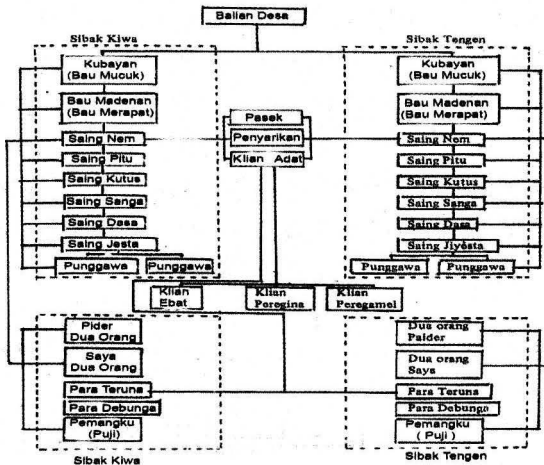 Balian Desa
Sibak Kiwa
Kubayan
(Bau Mucuk)
Bau Madenan
(Bau Merapat)
Saing Nem
Saing Pitu
Saing Kutus
Saing Sanga
Saing Dasa
Saing Jesta
Punggawa
Punggawa
Pasek
Penyarikan
Klian Adat
Sibak Tengen
Kubayan
(Bau Mucuk)
Bau Madenan
(Bau Merapat)
Saing Nem
Saing Pitu
Saing Kutus
Saing Sanga
Saing Dasa
Saing Jiyesta
Punggawa
Punggawa
Klian
Ebat
Klian
Peregina
Klian
Peregamel
Pider
Dua Orang
Saya
Dua Orang
Para Teruna
Para Debunga
Pemangku
(Puji)
Sibak Kiwa
Dua orang
Paider
Dua orang
Saya
Para Teruna
Para Debunga
Pemangku
( Puji )
Sibak Tengen